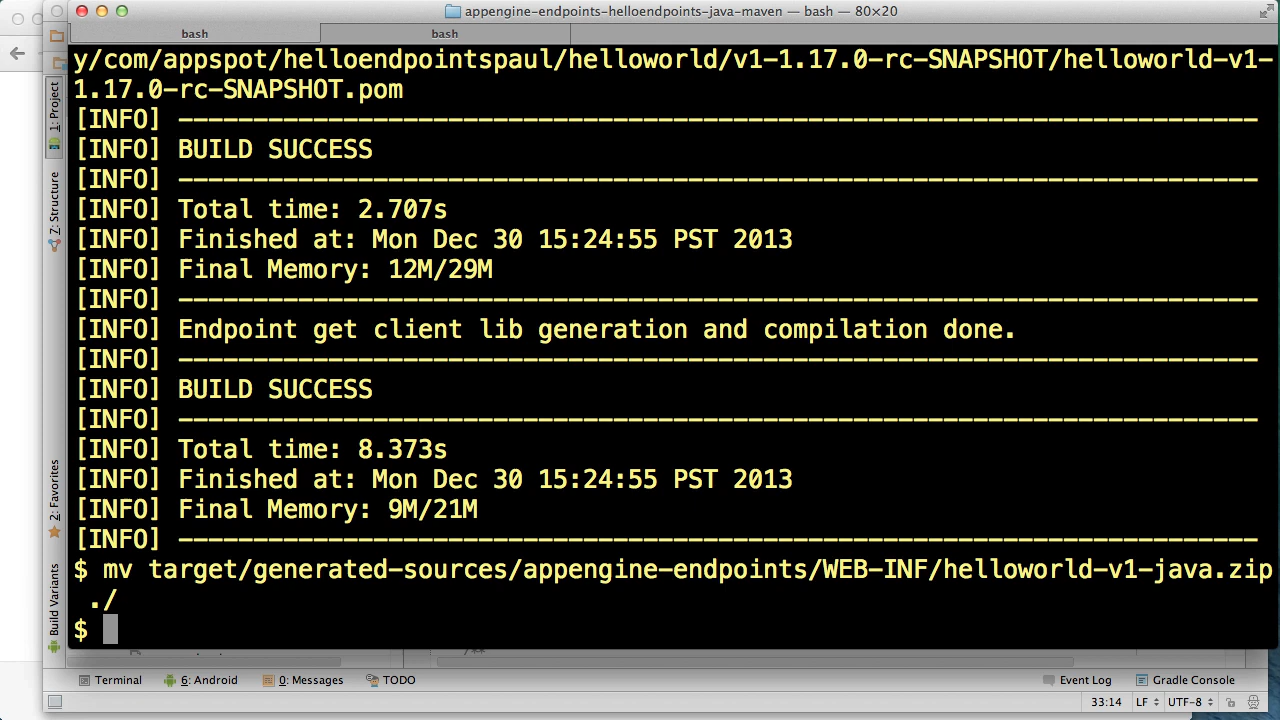 appengine-endpoints-helloendpoints-java-maven — bash — 80×20
bash
bash
y/com/appspot/helloendpointspaul/helloworld/v1-1.17.0-rc-SNAPSHOT/helloworld-v1-
1.17.0-rc-SNAPSHOT.pom
[INFO] ------------------------------------------------------------------------
[INFO] BUILD SUCCESS
[INFO] ------------------------------------------------------------------------
[INFO] Total time: 2.707s
[INFO] Finished at: Mon Dec 30 15:24:55 PST 2013
[INFO] Final Memory: 12M/29M
[INFO] ------------------------------------------------------------------------
[INFO] Endpoint get client lib generation and compilation done.
[INFO] ------------------------------------------------------------------------
[INFO] BUILD SUCCESS
[INFO] ------------------------------------------------------------------------
[INFO] Total time: 8.373s
[INFO] Finished at: Mon Dec 30 15:24:55 PST 2013
[INFO] Final Memory: 9M/21M
[INFO] ------------------------------------------------------------------------
$ mv target/generated-sources/appengine-endpoints/WEB-INF/helloworld-v1-java.zip
 ./
$
1: Project
7: Structure
2: Favorites
Build Variants
/**
Terminal
6: Android
0: Messages
TODO
Event Log
Gradle Console
33:14
LF
UTF-8